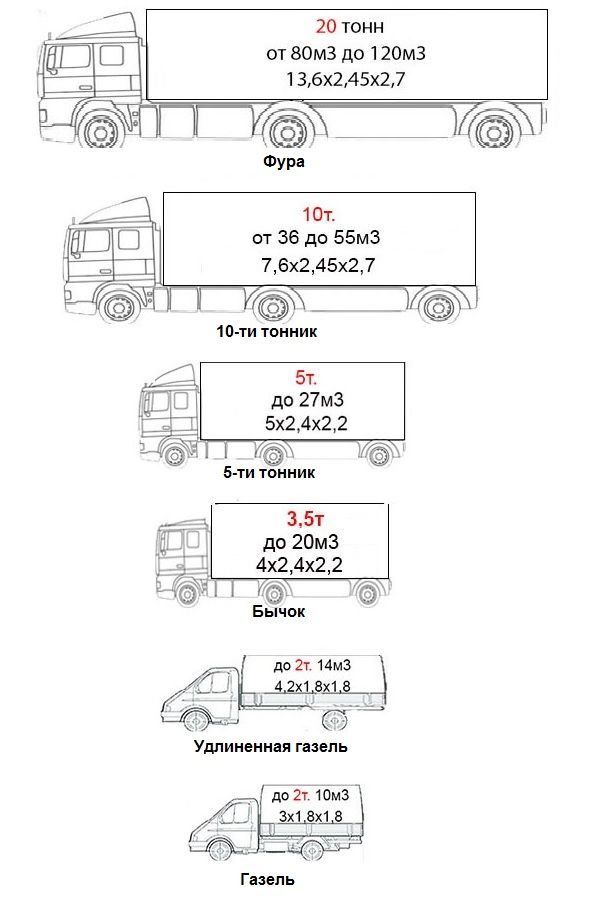 20 тонн
от 80м3 до 120м3
13,6х2,45х2,7
Фура
10т.
от 36 до 55м3
7,6х2,45х2,7
10-ти тонник
5т.
до 27м3
5х2,4х2,2
5-ти тонник
3,5т
до 20м3
4х2,4х2,2
Бычок
до 2т. 14м3
4,2х1,8х1,8
Удлиненная газель
до 2т. 10м3
3х1,8х1,8
Газель